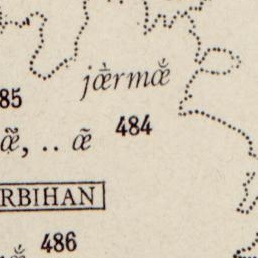 jœ̀rmœ̃́
85
484
œ̃̀, .. œ̃
RBIHAN
486